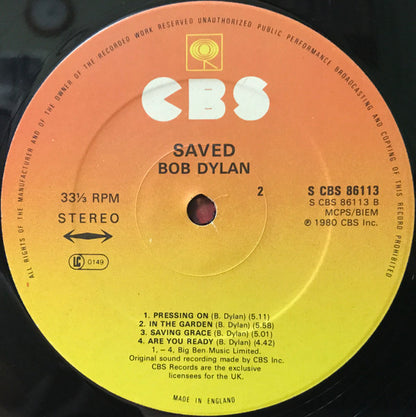 ALL RIGHTS OF THE MANUFACTURER AND OF THE OWNER OF THE RECORDED WORK RESERVED UNAUTHORIZED PUBLIC PERFORMANCE BROADCASTING AND COPYING OF THIS RECORD PROHIBITED
CBS
SAVED
BOB DYLAN
33⅓ RPM
STEREO
2
S CBS 86113
S CBS 86113 B
MCPS/BIEM
℗ 1980 CBS Inc.
LC 0149
1. PRESSING ON (B. Dylan) (5.11)
2. IN THE GARDEN (B. Dylan) (5.58)
3. SAVING GRACE (B. Dylan) (5.01)
4. ARE YOU READY (B. Dylan) (4.42)
1, – 4, Big Ben Music Limited.
Original sound recording made by CBS Inc.
CBS Records are the exclusive
licensees for the UK.
MADE IN ENGLAND